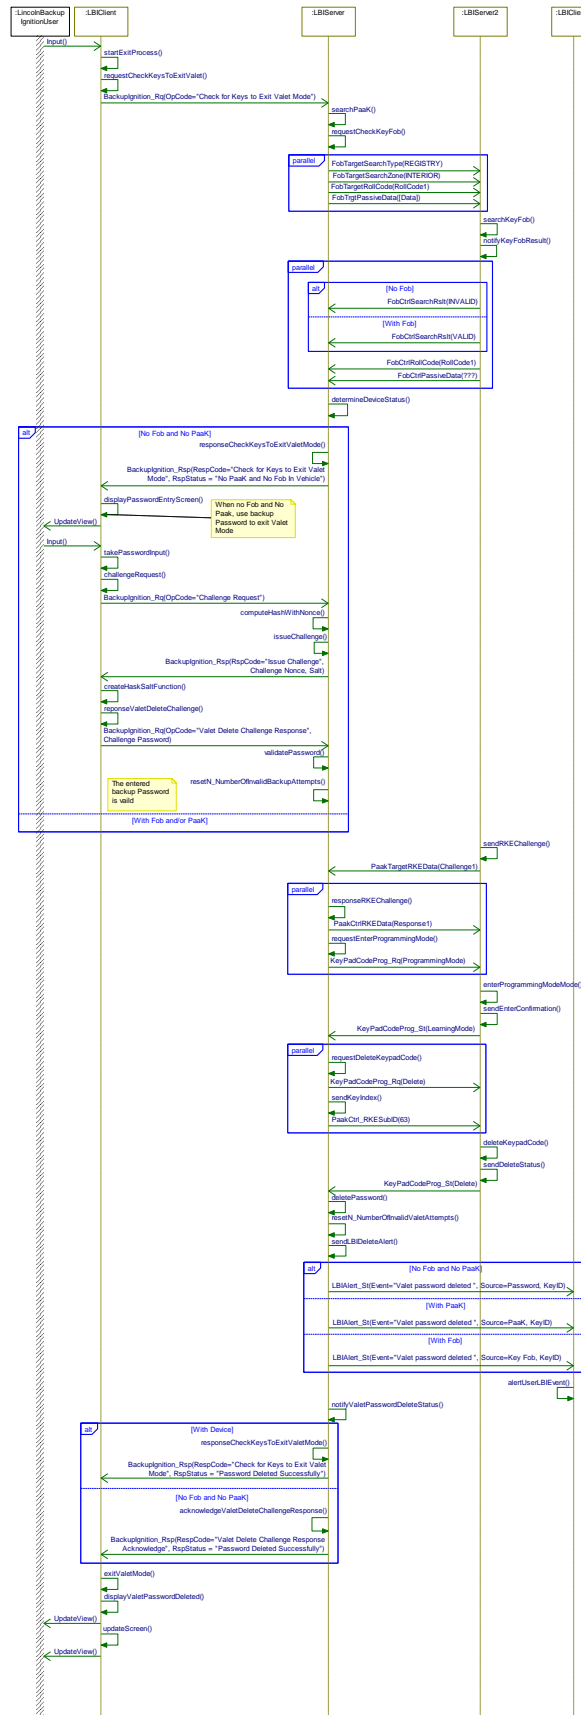 :LincolnBackup
IgnitionUser
:LBIClient
:LBIServer
:LBIServer2
:LBIClie
Input()
startExitProcess()
requestCheckKeysToExitValet()
BackupIgnition_Rq(OpCode="Check for Keys to Exit Valet Mode")
searchPaaK()
requestCheckKeyFob()
parallel
FobTargetSearchType(REGISTRY)
FobTargetSearchZone(INTERIOR)
FobTargetRollCode(RollCode1)
FobTrgtPassiveData([Data])
searchKeyFob()
notifyKeyFobResult()
parallel
alt
[No Fob]
FobCtrlSearchRslt(INVALID)
[With Fob]
FobCtrlSearchRslt(VALID)
FobCtrlRollCode(RollCode1)
FobCtrlPassiveData(???)
determineDeviceStatus()
alt
[No Fob and No PaaK]
responseCheckKeysToExitValetMode()
BackupIgnition_Rsp(RespCode="Check for Keys to Exit Valet
Mode", RspStatus = "No PaaK and No Fob In Vehicle")
displayPasswordEntryScreen()
When no Fob and No
Paak, use backup
Password to exit Valet
Mode
UpdateView()
Input()
takePasswordInput()
challengeRequest()
BackupIgnition_Rq(OpCode="Challenge Request")
computeHashWithNonce()
issueChallenge()
BackupIgnition_Rsp(RspCode="Issue Challenge",
Challenge Nonce, Salt)
createHaskSaltFunction()
reponseValetDeleteChallenge()
BackupIgnition_Rq(OpCode="Valet Delete Challenge Response",
Challenge Password)
validatePassword()
The entered
backup Password
is vaild
resetN_NumberOfInvalidBackupAttempts()
[With Fob and/or PaaK]
sendRKEChallenge()
PaakTargetRKEData(Challenge1)
parallel
responseRKEChallenge()
PaakCtrlRKEData(Response1)
requestEnterProgrammingMode()
KeyPadCodeProg_Rq(ProgrammingMode)
enterProgrammingModeMode()
sendEnterConfirmation()
KeyPadCodeProg_St(LearningMode)
parallel
requestDeleteKeypadCode()
KeyPadCodeProg_Rq(Delete)
sendKeyIndex()
PaakCtrl_RKESubID(63)
deleteKeypadCode()
sendDeleteStatus()
KeyPadCodeProg_St(Delete)
deletePassword()
resetN_NumberOfInvalidValetAttempts()
sendLBIDeleteAlert()
alt
[No Fob and No PaaK]
LBIAlert_St(Event="Valet password deleted ", Source=Password, KeyID)
[With PaaK]
LBIAlert_St(Event="Valet password deleted ", Source=PaaK, KeyID)
[With Fob]
LBIAlert_St(Event="Valet password deleted ", Source=Key Fob, KeyID)
alertUserLBIEvent()
notifyValetPasswordDeleteStatus()
alt
[With Device]
responseCheckKeysToExitValetMode()
BackupIgnition_Rsp(RespCode="Check for Keys to Exit Valet
Mode", RspStatus = "Password Deleted Successfully")
[No Fob and No PaaK]
acknowledgeValetDeleteChallengeResponse()
BackupIgnition_Rsp(RespCode="Valet Delete Challenge Response
Acknowledge", RspStatus = "Password Deleted Successfully")
exitValetMode()
displayValetPasswordDeleted()
UpdateView()
updateScreen()
UpdateView()